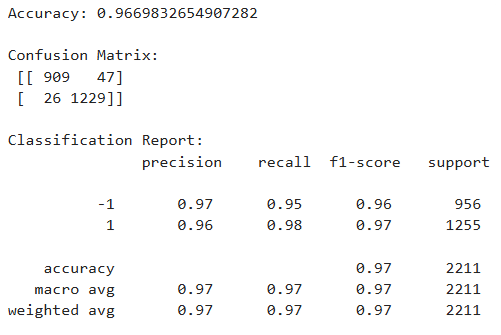 Accuracy: 0.9669832654907282
Confusion Matrix:
[[ 909 47]
[ 26 1229]]
Classification Report:
precision recall f1-score support
-1 0.97 0.95 0.96 956
1 0.96 0.98 0.97 1255
accuracy 0.97 2211
macro avg 0.97 0.97 0.97 2211
weighted avg 0.97 0.97 0.97 2211